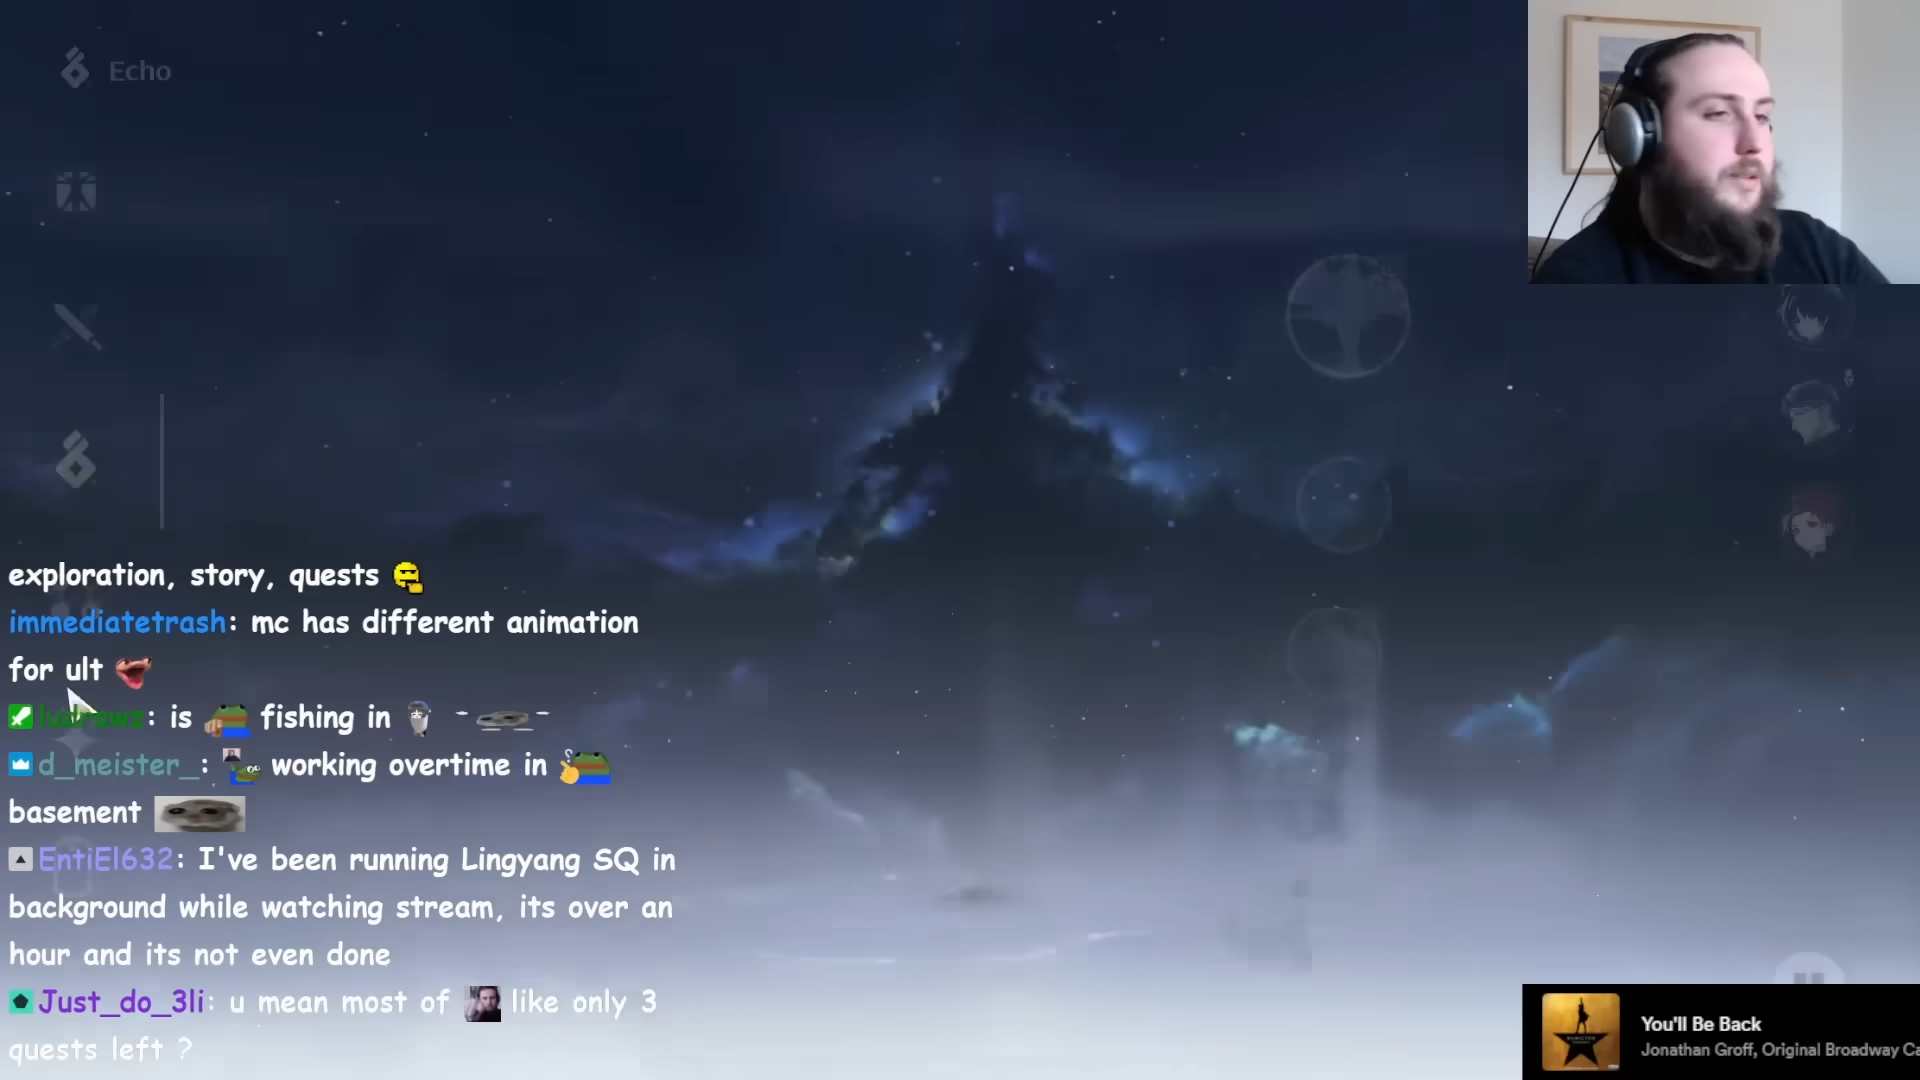 Echo
exploration, story, quests
immediatetrash: mc has different animation
for ult
ludrawz: is fishing in
d_meister_: working overtime in
basement
EntiEl632: I've been running Lingyang SQ in
background while watching stream, its over an
hour and its not even done
Just_do_3li: u mean most of like only 3
quests left ?
You'll Be Back
Jonathan Groff, Original Broadway Ca